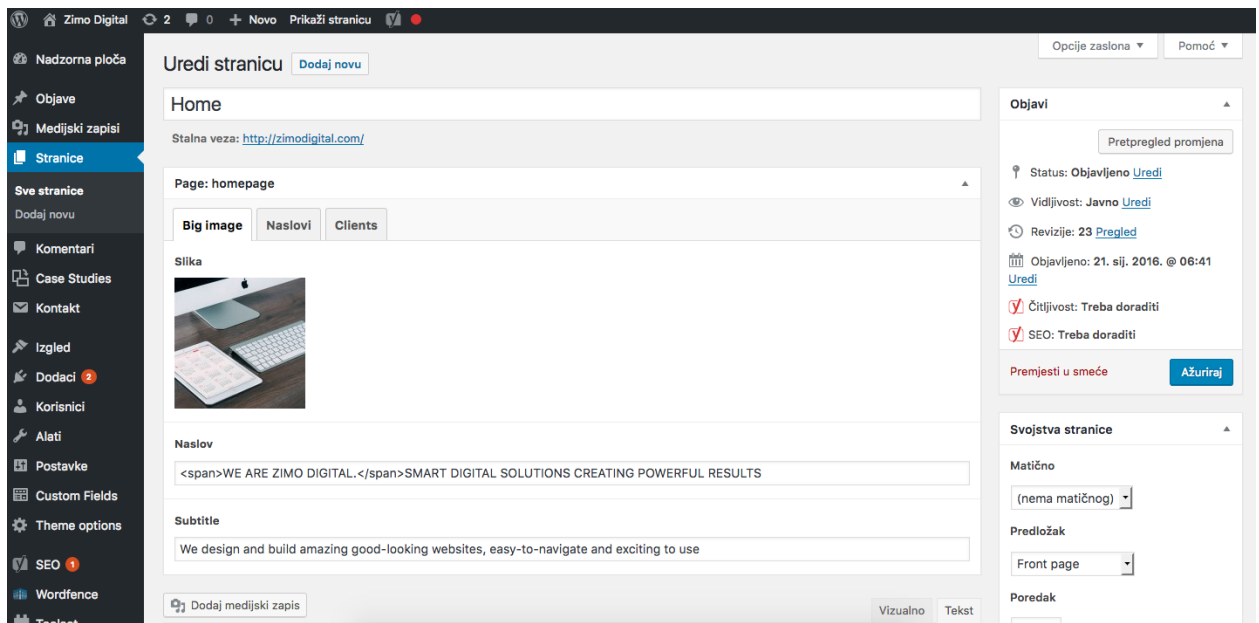 Zimo Digital 2 0 + Novo Prikaži stranicu
Opcije zaslona Pomoć
Nadzorna ploča
Objave
Medijski zapisi
Stranice
Sve stranice
Dodaj novu
Komentari
Case Studies
Kontakt
Izgled
Dodaci 2
Korisnici
Alati
Postavke
Custom Fields
Theme options
SEO 1
Wordfence
Uredi stranicu Dodaj novu
Home
Stalna veza: http://zimodigital.com/
Page: homepage
Big image Naslovi Clients
Slika
Naslov
<span>WE ARE ZIMO DIGITAL.</span>SMART DIGITAL SOLUTIONS CREATING POWERFUL RESULTS
Subtitle
We design and build amazing good-looking websites, easy-to-navigate and exciting to use
Dodaj medijski zapis
Vizualno Tekst
Objavi
Pretpregled promjena
Status: Objavljeno Uredi
Vidljivost: Javno Uredi
Revizije: 23 Pregled
Objavljeno: 21. sij. 2016. @ 06:41
Uredi
Čitljivost: Treba doraditi
SEO: Treba doraditi
Premjesti u smeće Ažuriraj
Svojstva stranice
Matično
(nema matičnog)
Predložak
Front page
Poredak